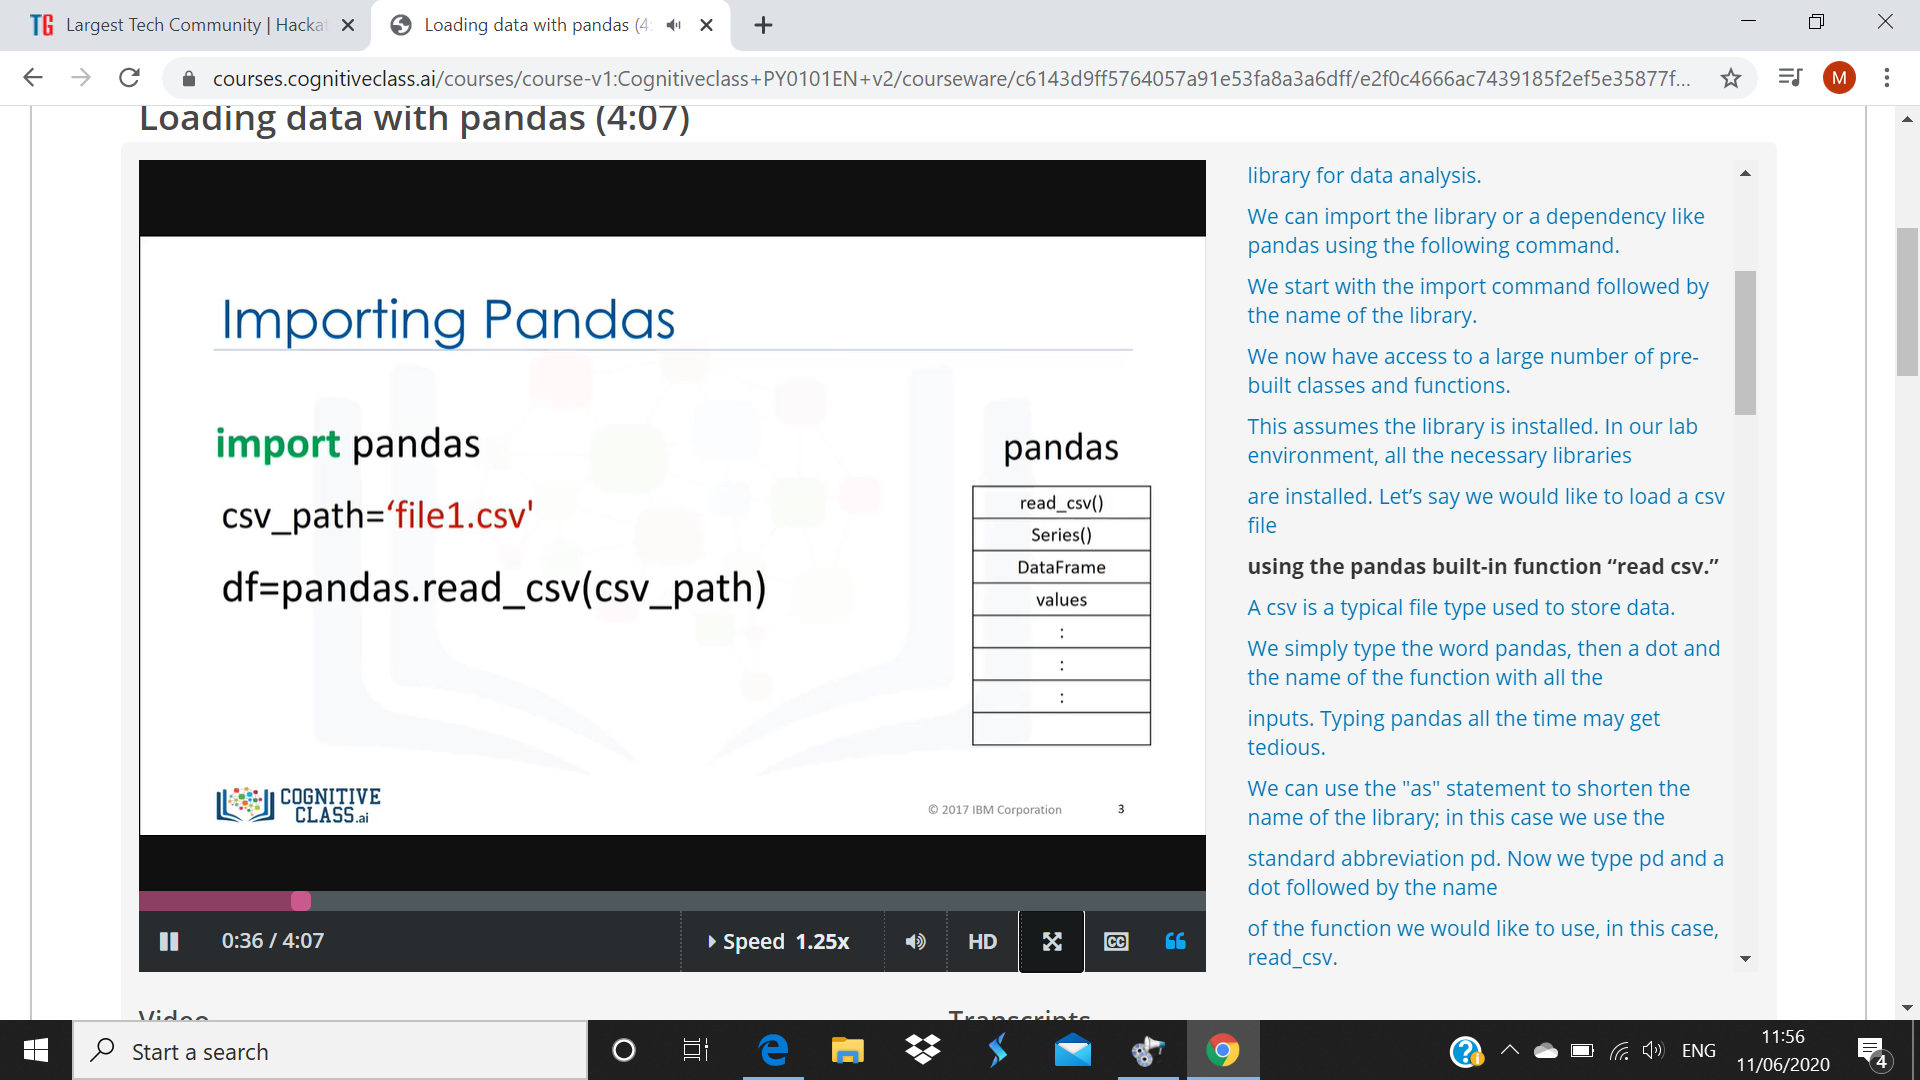 TG Largest Tech Community | Hacka
Loading data with pandas (4:
courses.cognitiveclass.ai/courses/course-v1:Cognitiveclass+PY0101EN+v2/courseware/c6143d9ff5764057a91e53fa8a3a6dff/e2f0c4666ac7439185f2ef5e35877f...
M
Loading data with pandas (4:07)
Importing Pandas
import pandas
csv_path=‘file1.csv'
df=pandas.read_csv(csv_path)
pandas
read_csv()
Series()
DataFrame
values
:
:
:
COGNITIVE
CLASS.ai
© 2017 IBM Corporation
3
0:36 / 4:07
Speed 1.25x
HD
CC
library for data analysis.
We can import the library or a dependency like
pandas using the following command.
We start with the import command followed by
the name of the library.
We now have access to a large number of pre-
built classes and functions.
This assumes the library is installed. In our lab
environment, all the necessary libraries
are installed. Let’s say we would like to load a csv
file
using the pandas built-in function “read csv.”
A csv is a typical file type used to store data.
We simply type the word pandas, then a dot and
the name of the function with all the
inputs. Typing pandas all the time may get
tedious.
We can use the "as" statement to shorten the
name of the library; in this case we use the
standard abbreviation pd. Now we type pd and a
dot followed by the name
of the function we would like to use, in this case,
read_csv.
Video
Transcripts
Start a search
ENG
11:56
11/06/2020
4